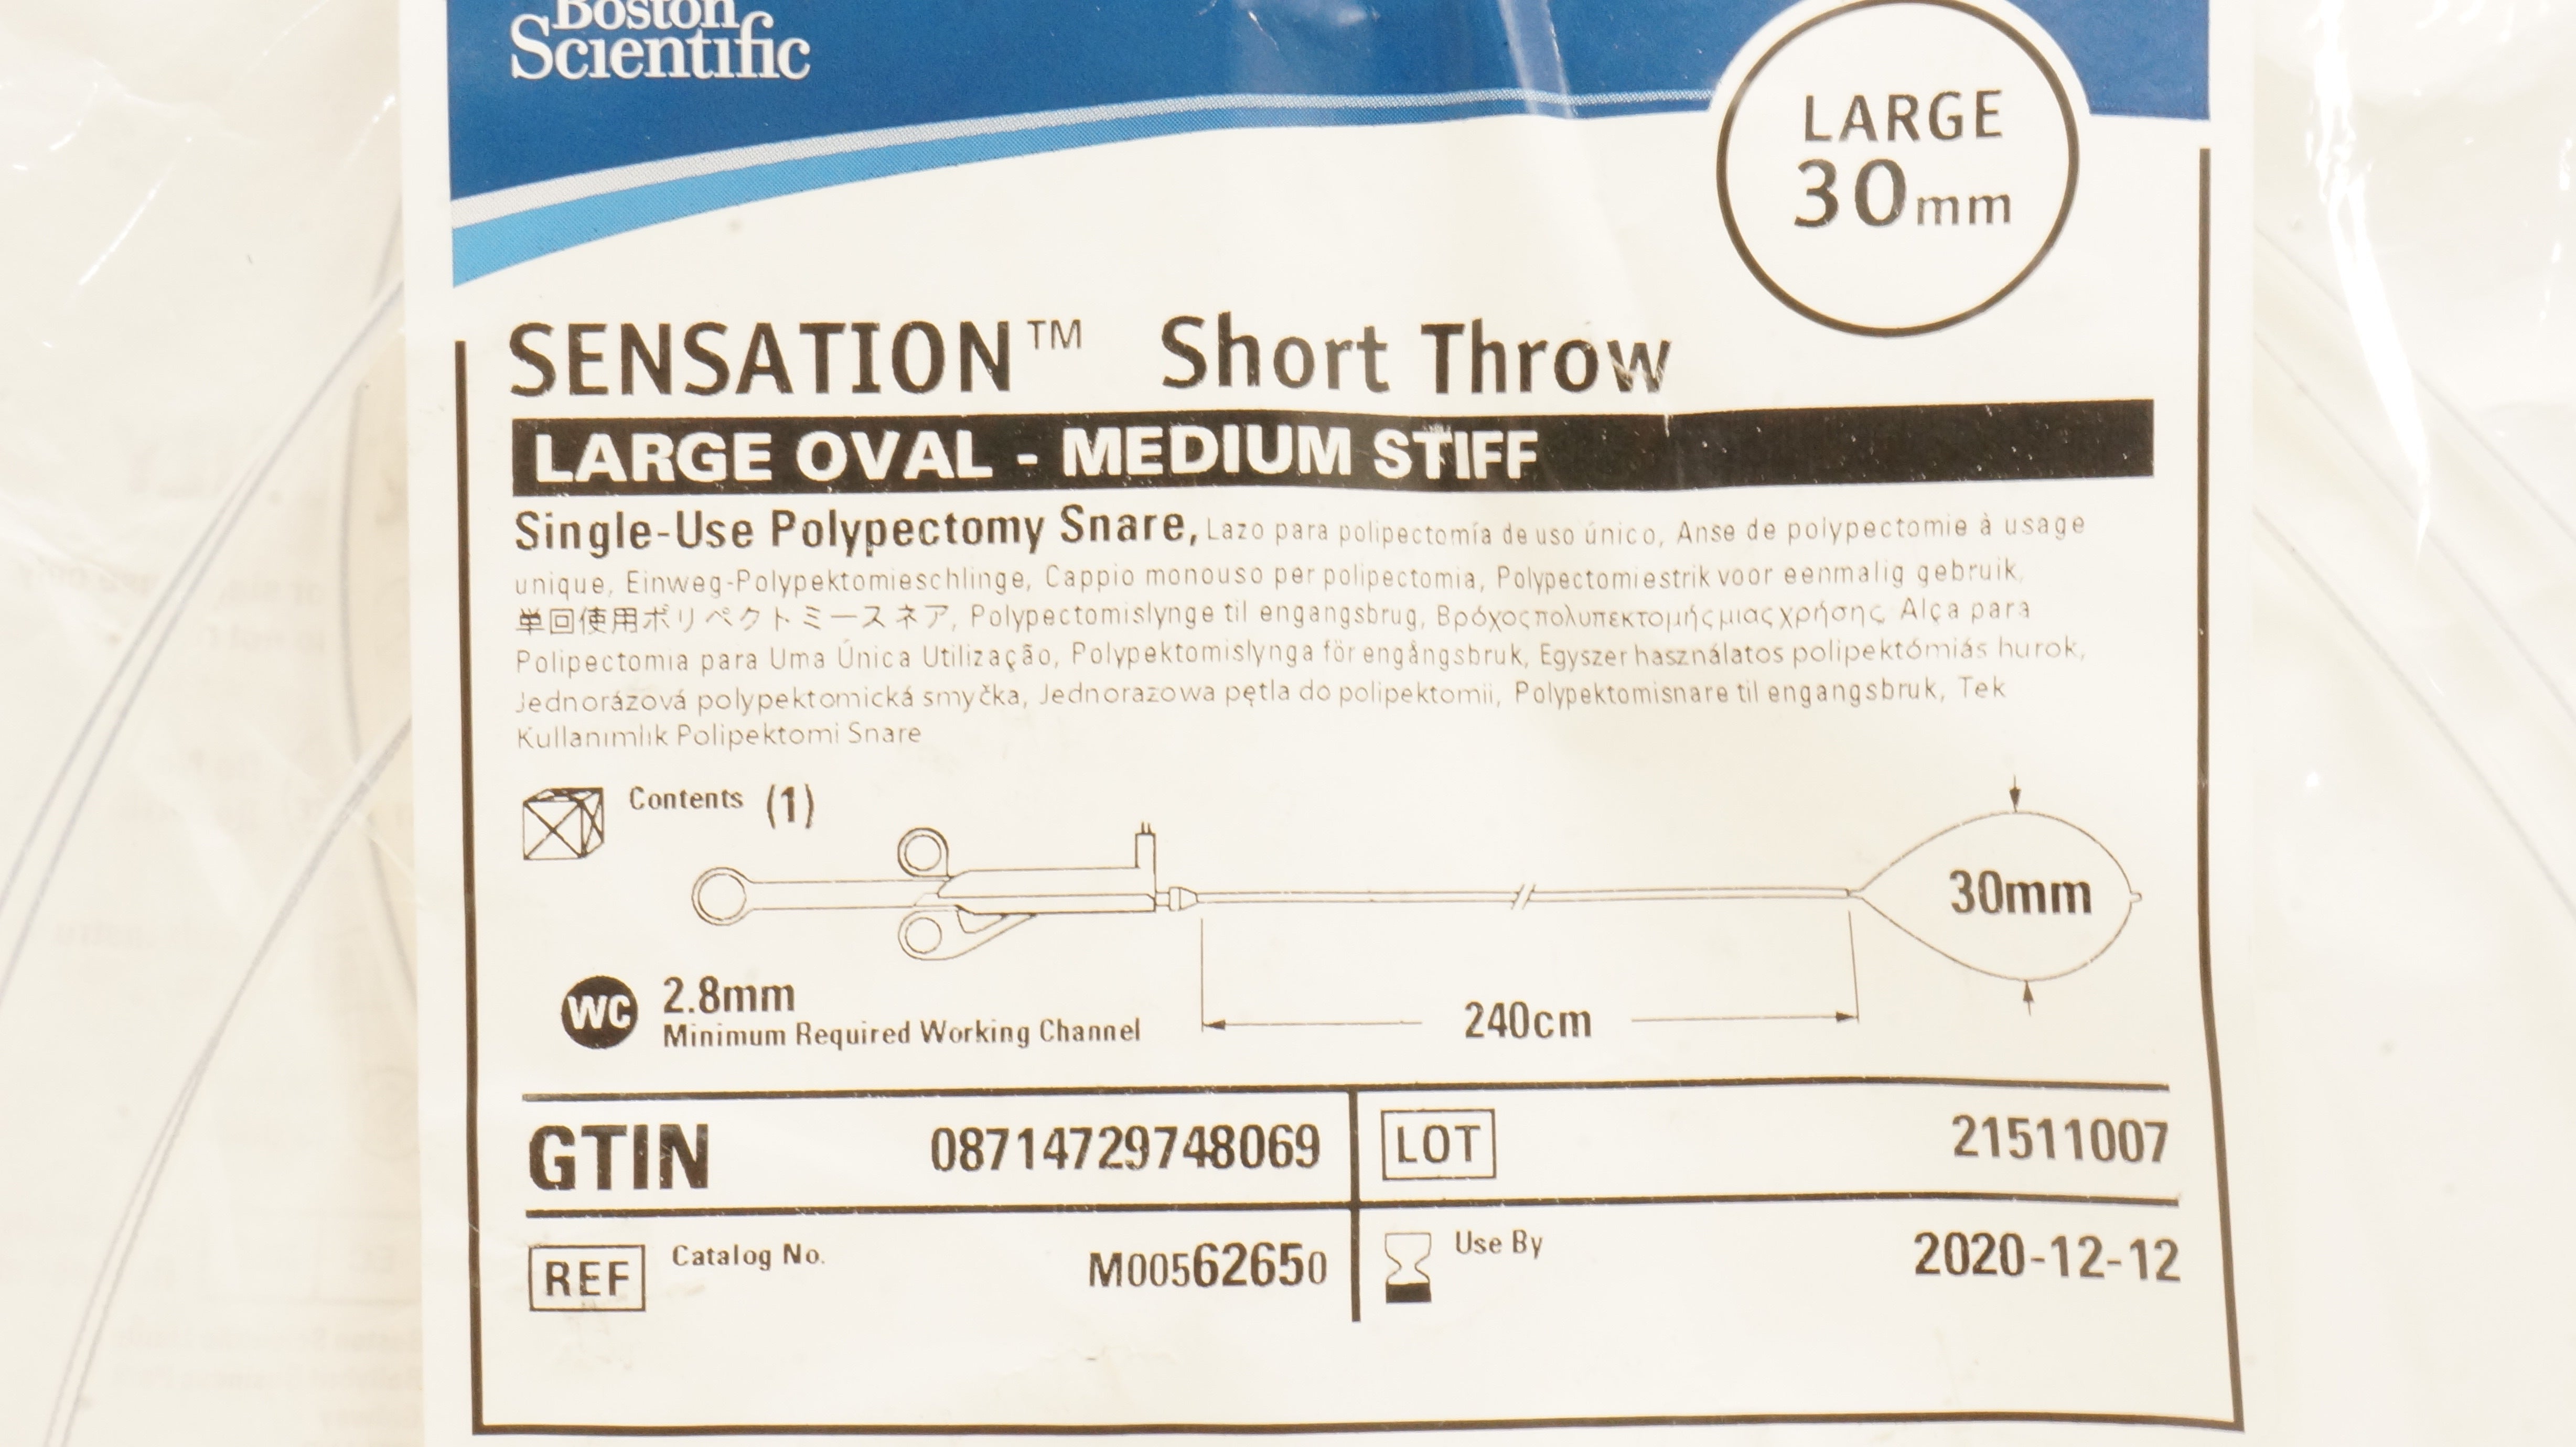 Boston
Scientific
LARGE
30mm
SENSATION™ Short Throw
LARGE OVAL - MEDIUM STIFF
Single-Use Polypectomy Snare, Lazo para polipectomía de uso único, Anse de polypectomie à usage
unique, Einweg-Polypektomieschlinge, Cappio monouso per polipectomia, Polypectomiestrik voor eenmalig gebruik,
単回使用ポリペクトミースネア, Polypectomislynge til engangsbrug, Βρόχος πολυπεκτομής μιας χρήσης, Alça para
Polipectomia para Uma Única Utilização, Polypektomislynga för engångsbruk, Egyszer használatos polipektómiás hurok,
Jednorázová polypektomická smyčka, Jednorazowa pętla do polipektomii, Polypektomisnare til engangsbruk, Tek
Kullanımlık Polipektomi Snare
Contents (1)
30mm
WC 2.8mm
Minimum Required Working Channel
240cm
GTIN 08714729748069
LOT 21511007
REF Catalog No. M00562650
Use By 2020-12-12